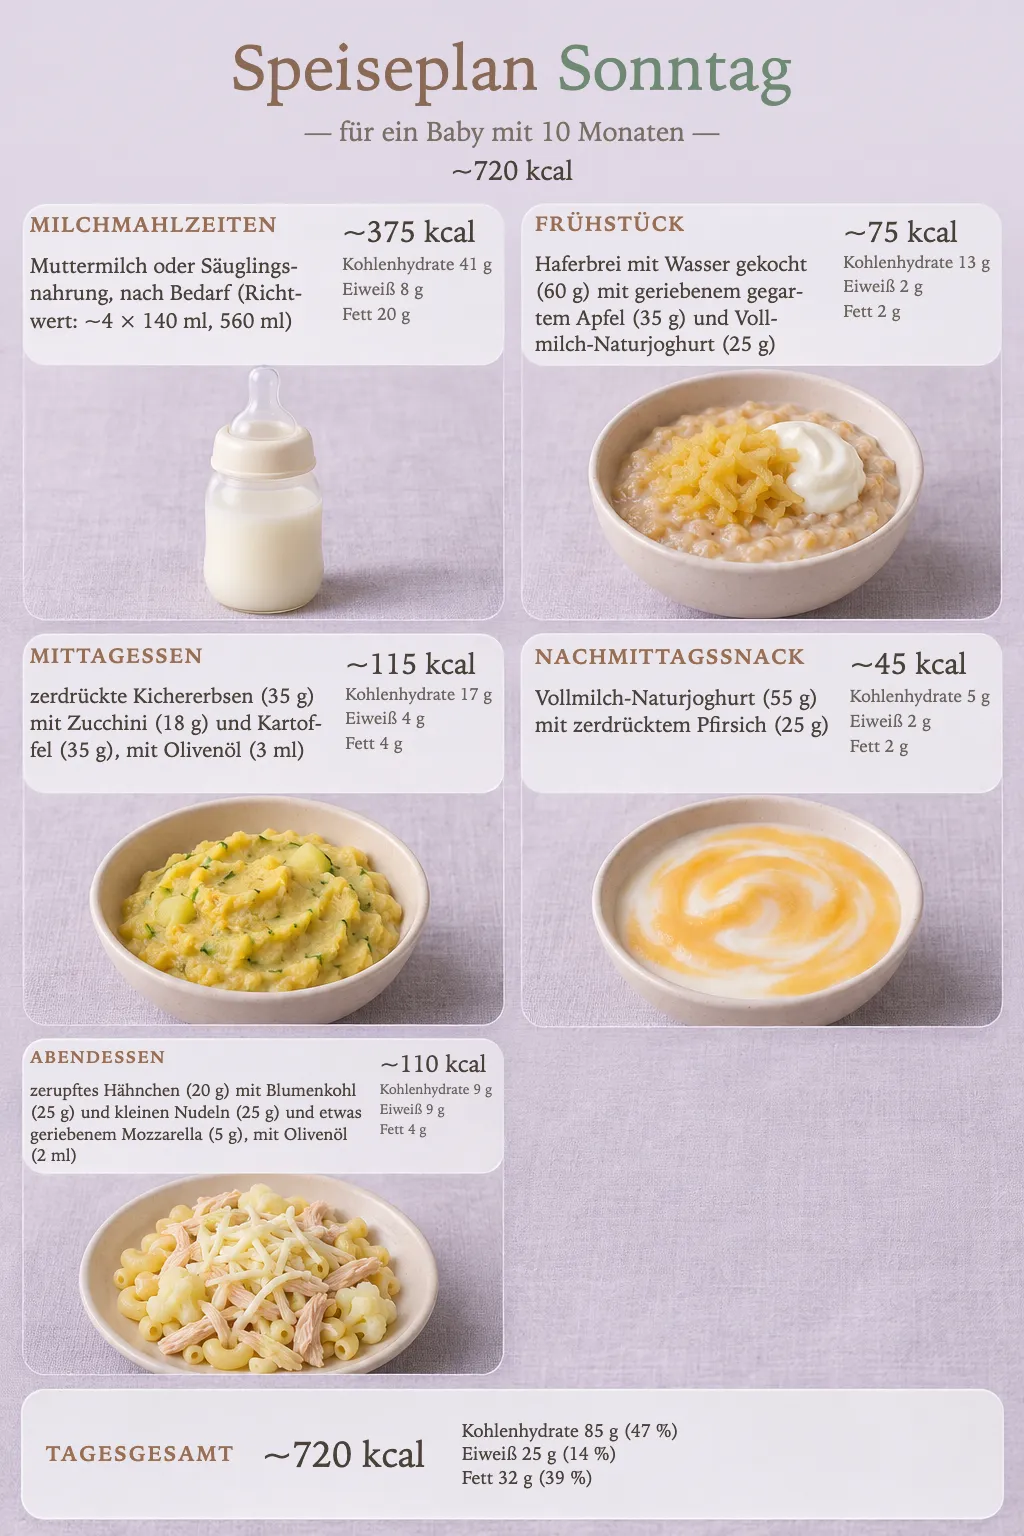 Speiseplan Sonntag
— für ein Baby mit 10 Monaten —
~720 kcal
MILCHMAHLZEITEN
~375 kcal
Muttermilch oder Säuglings-
nahrung, nach Bedarf (Richt-
wert: ~4 × 140 ml, 560 ml)
Kohlenhydrate 41 g
Eiweiß 8 g
Fett 20 g
FRÜHSTÜCK
~75 kcal
Haferbrei mit Wasser gekocht
(60 g) mit geriebenem gegar-
tem Apfel (35 g) und Voll-
milch-Naturjoghurt (25 g)
Kohlenhydrate 13 g
Eiweiß 2 g
Fett 2 g
MITTAGESSEN
~115 kcal
zerdrückte Kichererbsen (35 g)
mit Zucchini (18 g) und Kartof-
fel (35 g), mit Olivenöl (3 ml)
Kohlenhydrate 17 g
Eiweiß 4 g
Fett 4 g
NACHMITTAGSSNACK
~45 kcal
Vollmilch-Naturjoghurt (55 g)
mit zerdrücktem Pfirsich (25 g)
Kohlenhydrate 5 g
Eiweiß 2 g
Fett 2 g
ABENDESSEN
~110 kcal
zerupftes Hähnchen (20 g) mit Blumenkohl
(25 g) und kleinen Nudeln (25 g) und etwas
geriebenem Mozzarella (5 g), mit Olivenöl
(2 ml)
Kohlenhydrate 9 g
Eiweiß 9 g
Fett 4 g
TAGESGESAMT
~720 kcal
Kohlenhydrate 85 g (47 %)
Eiweiß 25 g (14 %)
Fett 32 g (39 %)